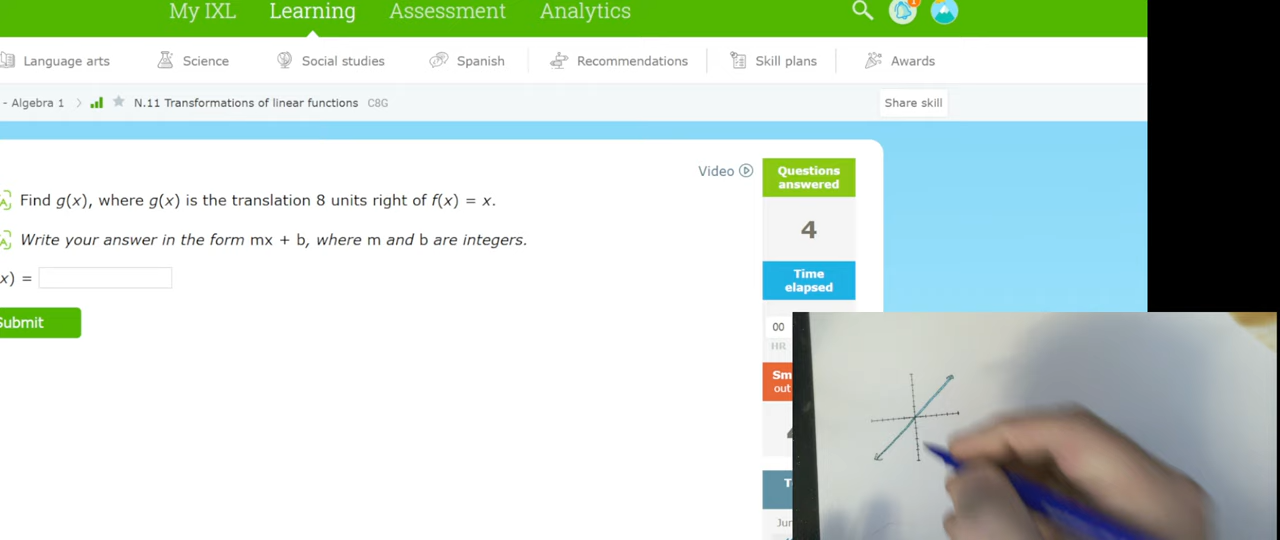 My IXL Learning Assessment Analytics 1
Language arts Science Social studies Spanish Recommendations Skill plans Awards
- Algebra 1 > N.11 Transformations of linear functions C8G Share skill
Video
Find g(x), where g(x) is the translation 8 units right of f(x) = x.
Write your answer in the form mx + b, where m and b are integers.
x) =
Submit
Questions
answered
4
Time
elapsed
00
HR
Sm
out